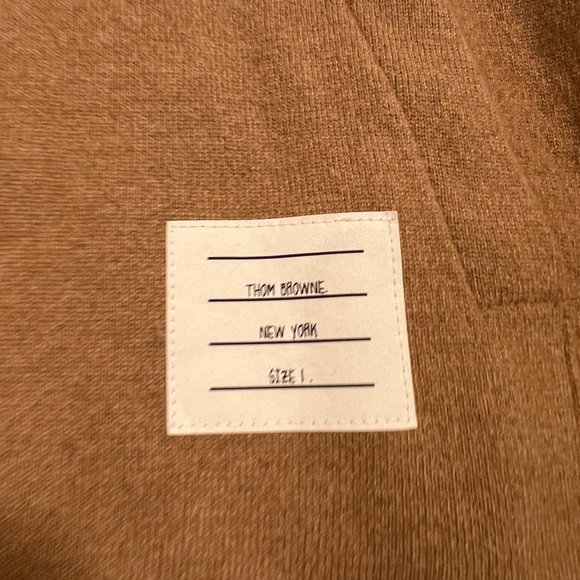 THOM BROWNE.
NEW YORK
SIZE 1.